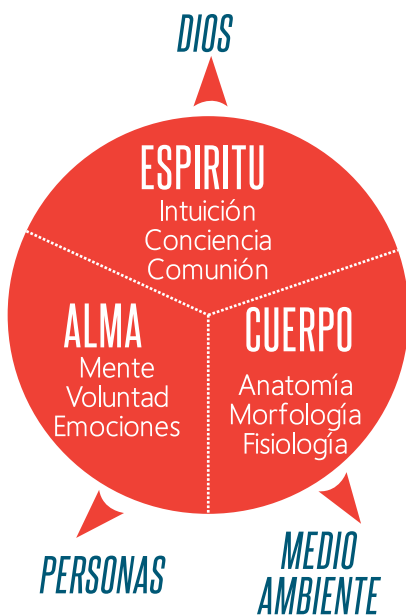 DIOS
ESPIRITU
Intuición
Conciencia
Comunión
ALMA
Mente
Voluntad
Emociones
CUERPO
Anatomía
Morfología
Fisiología
PERSONAS
MEDIO
AMBIENTE